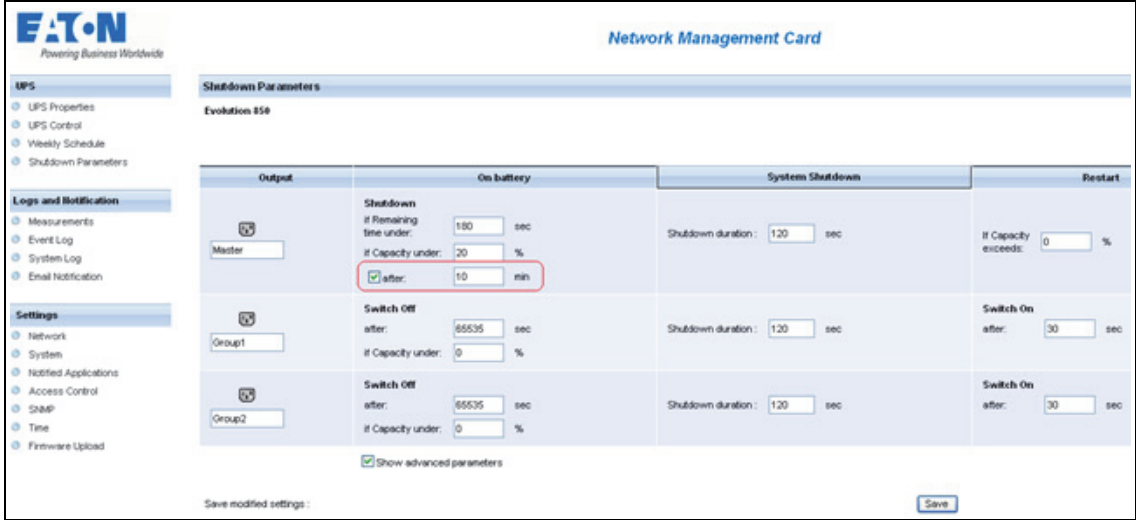 EATON
Powering Business Worldwide
Network Management Card
UPS
UPS Properties
UPS Control
Weekly Schedule
Shutdown Parameters
Logs and Notification
Measurements
Event Log
System Log
Email Notification
Settings
Network
System
Notified Applications
Access Control
SNMP
Time
Firmware Upload
Shutdown Parameters
Evolution 850
Output On battery System Shutdown Restart
Master
Shutdown
if Remaining time under: 180 sec
if Capacity under: 20 %
after: 10 min
Shutdown duration : 120 sec
If Capacity exceeds: 0 %
Group1
Switch Off
after: 65535 sec
if Capacity under: 0 %
Shutdown duration : 120 sec
Switch On
after: 30 sec
Group2
Switch Off
after: 65535 sec
if Capacity under: 0 %
Shutdown duration : 120 sec
Switch On
after: 30 sec
Show advanced parameters
Save modified settings :
Save